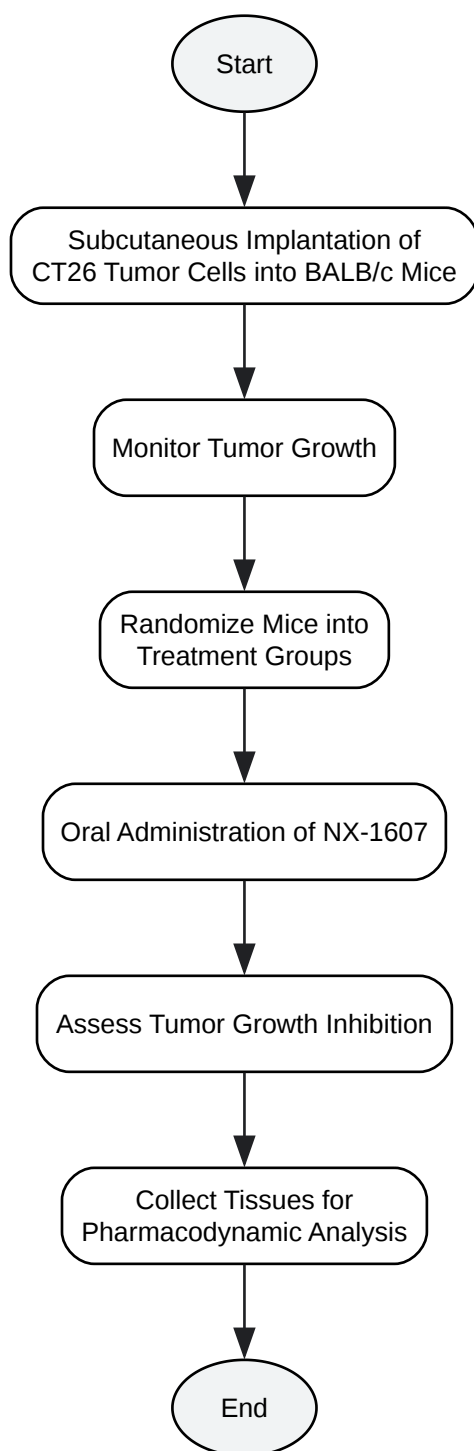 Start
Subcutaneous Implantation of
CT26 Tumor Cells into BALB/c Mice
Monitor Tumor Growth
Randomize Mice into
Treatment Groups
Oral Administration of NX-1607
Assess Tumor Growth Inhibition
Collect Tissues for
Pharmacodynamic Analysis
End